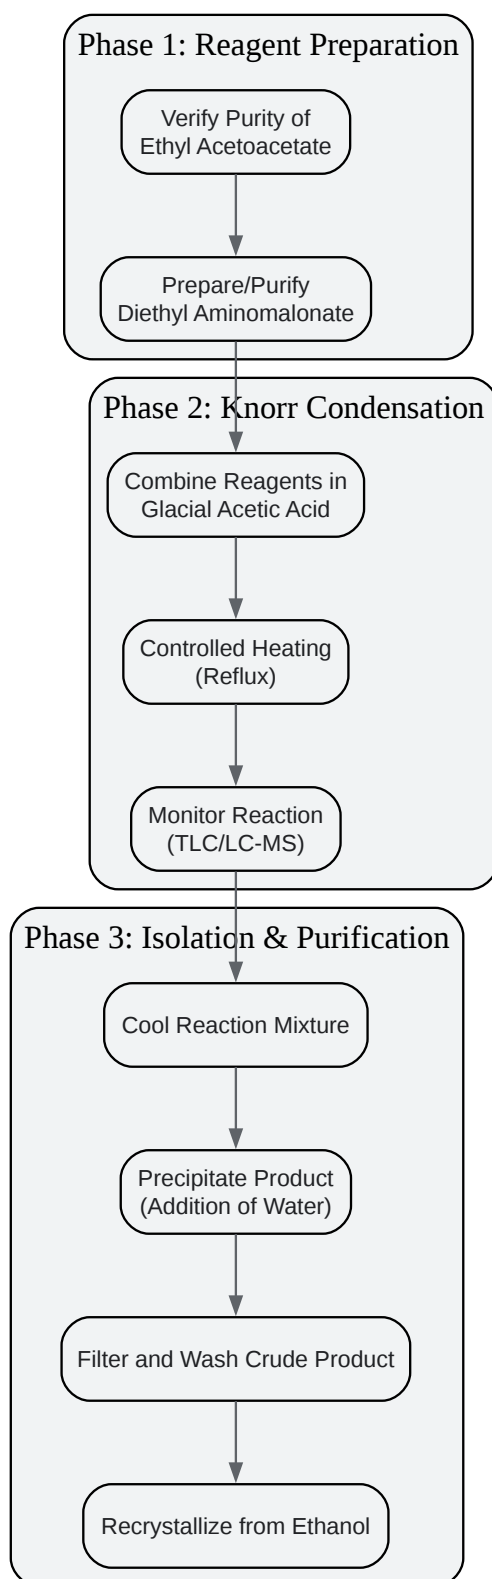 Phase 1: Reagent Preparation
Verify Purity of
Ethyl Acetoacetate
Prepare/Purify
Diethyl Aminomalonate
Phase 2: Knorr Condensation
Combine Reagents in
Glacial Acetic Acid
Controlled Heating
(Reflux)
Monitor Reaction
(TLC/LC-MS)
Phase 3: Isolation & Purification
Cool Reaction Mixture
Precipitate Product
(Addition of Water)
Filter and Wash Crude Product
Recrystallize from Ethanol